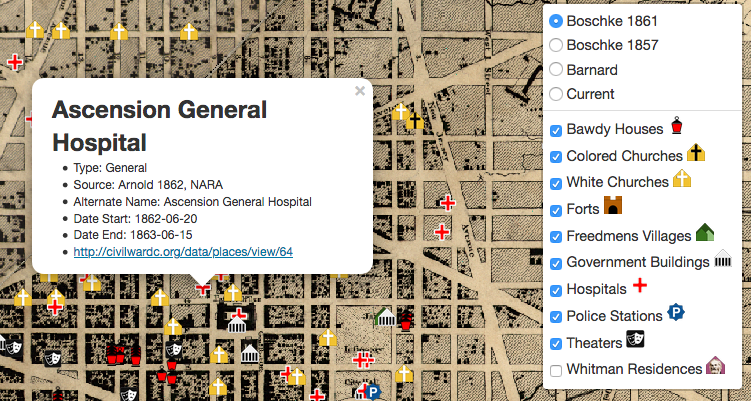 Ascension General
Hospital
×
Type: General
Source: Arnold 1862, NARA
Alternate Name: Ascension General Hospital
Date Start: 1862-06-20
Date End: 1863-06-15
http://civilwardc.org/data/places/view/64
Boschke 1861
Boschke 1857
Barnard
Current
Bawdy Houses
Colored Churches
White Churches
Forts
Freedmens Villages
Government Buildings
Hospitals
Police Stations
P
Theaters
Whitman Residences
Street
Avenue
P